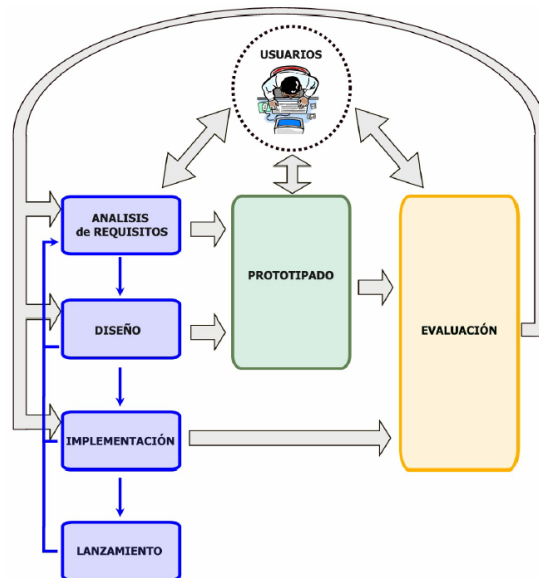 USUARIOS
ANALISIS
de REQUISITOS
PROTOTIPADO
DISEÑO
EVALUACIÓN
IMPLEMENTACIÓN
LANZAMIENTO